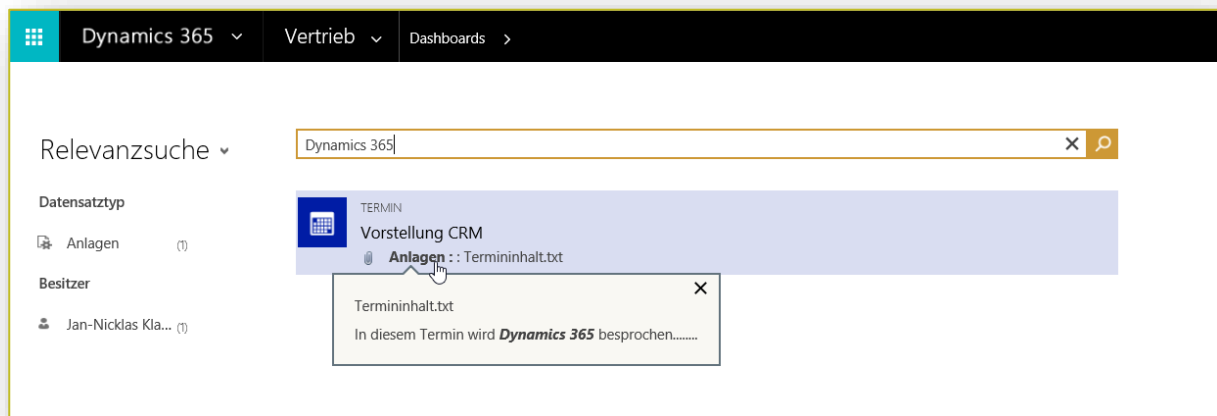 Dynamics 365 Vertrieb Dashboards
Relevanzsuche
Dynamics 365
Datensatztyp
Anlagen (1)
Besitzer
Jan-Nicklas Kla... (1)
TERMIN
Vorstellung CRM
Anlagen : : Termininhalt.txt
Termininhalt.txt
In diesem Termin wird Dynamics 365 besprochen........